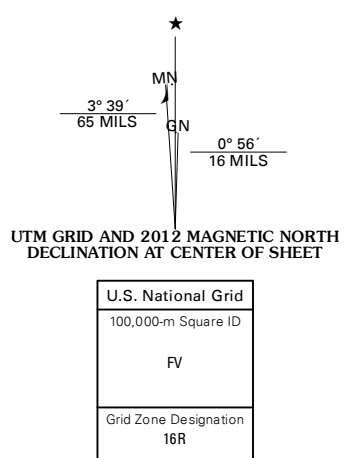 ★
MN
3° 39´
65 MILS
GN
0° 56´
16 MILS
UTM GRID AND 2012 MAGNETIC NORTH
DECLINATION AT CENTER OF SHEET
U.S. National Grid
100,000-m Square ID
FV
Grid Zone Designation
16R